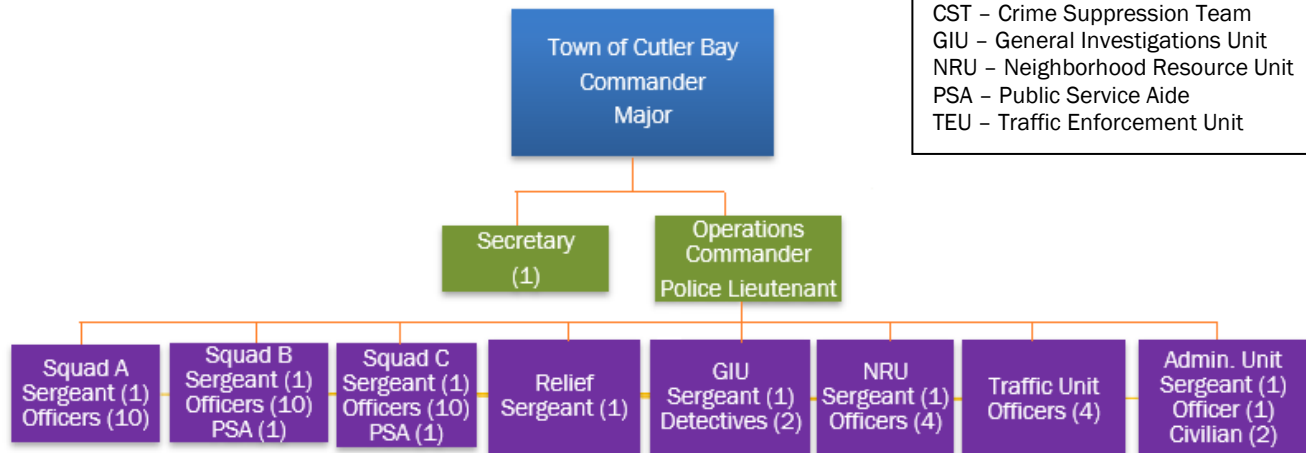 CST – Crime Suppression Team
GIU – General Investigations Unit
NRU – Neighborhood Resource Unit
PSA – Public Service Aide
TEU – Traffic Enforcement Unit
Town of Cutler Bay
Commander
Major
Secretary
(1)
Operations
Commander
Police Lieutenant
Squad A
Sergeant (1)
Officers (10)
Squad B
Sergeant (1)
Officers (10)
PSA (1)
Squad C
Sergeant (1)
Officers (10)
PSA (1)
Relief
Sergeant (1)
GIU
Sergeant (1)
Detectives (2)
NRU
Sergeant (1)
Officers (4)
Traffic Unit
Officers (4)
Admin. Unit
Sergeant (1)
Officer (1)
Civilian (2)